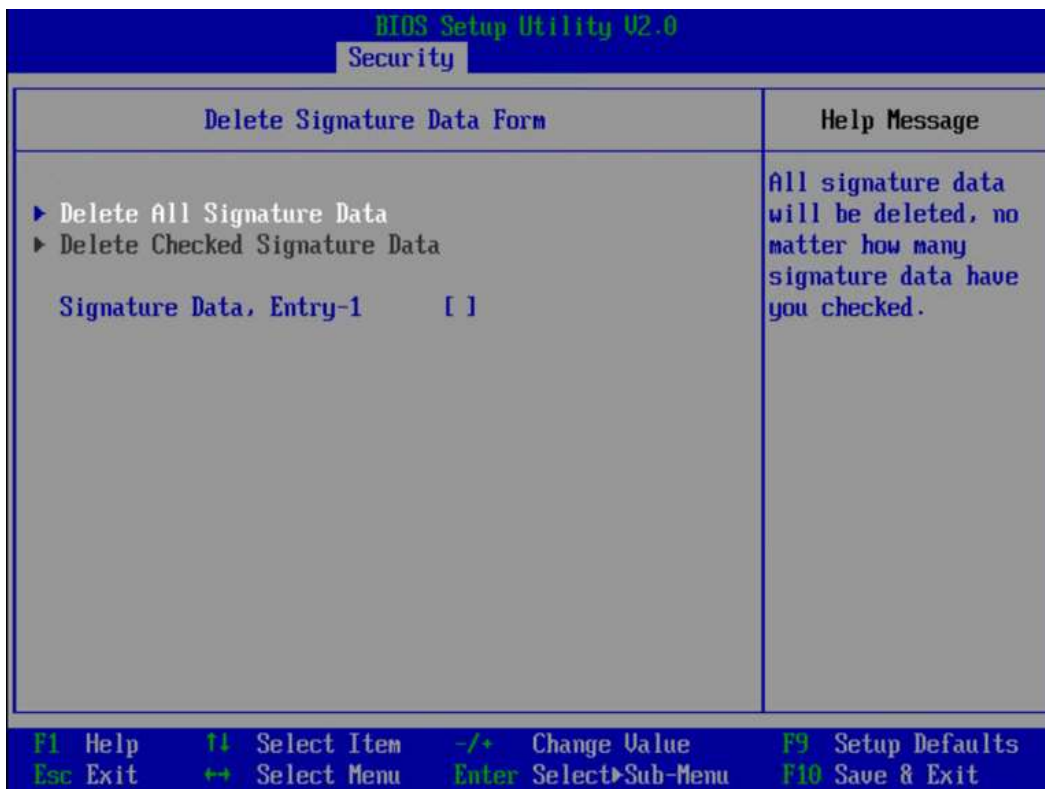 BIOS Setup Utility V2.0
Security
Delete Signature Data Form
Help Message
▶ Delete All Signature Data
▶ Delete Checked Signature Data
Signature Data, Entry-1 [ ]
All signature data
will be deleted, no
matter how many
signature data have
you checked.
F1 Help ↑↓ Select Item -/+ Change Value F9 Setup Defaults
Esc Exit ↔ Select Menu Enter Select▶Sub-Menu F10 Save & Exit